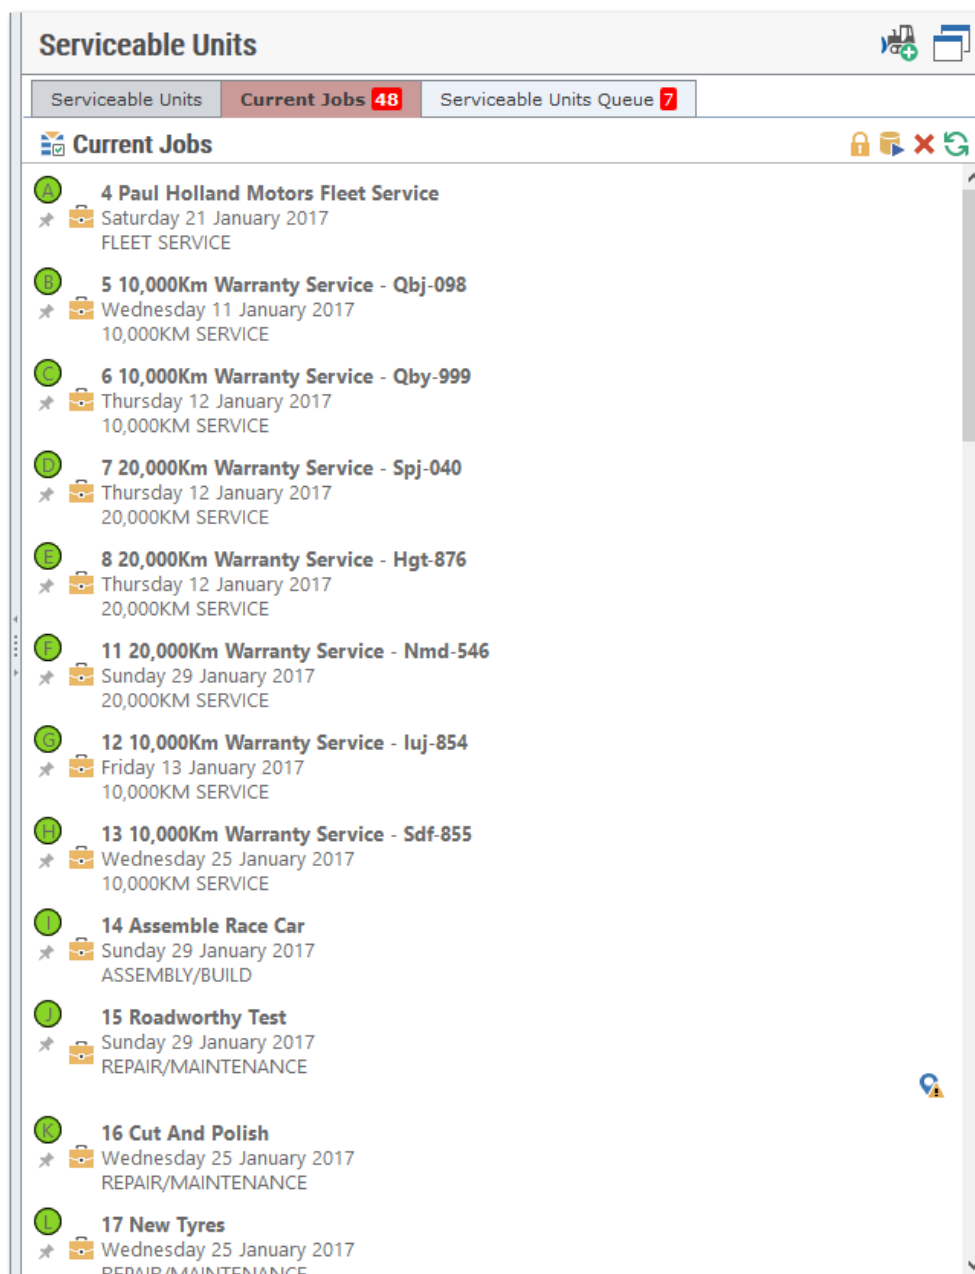 Serviceable Units
Serviceable Units
Current Jobs 48
Serviceable Units Queue 7
Current Jobs
A
4 Paul Holland Motors Fleet Service
Saturday 21 January 2017
FLEET SERVICE
B
5 10,000Km Warranty Service - Qbj-098
Wednesday 11 January 2017
10,000KM SERVICE
C
6 10,000Km Warranty Service - Qby-999
Thursday 12 January 2017
10,000KM SERVICE
D
7 20,000Km Warranty Service - Spj-040
Thursday 12 January 2017
20,000KM SERVICE
E
8 20,000Km Warranty Service - Hgt-876
Thursday 12 January 2017
20,000KM SERVICE
F
11 20,000Km Warranty Service - Nmd-546
Sunday 29 January 2017
20,000KM SERVICE
G
12 10,000Km Warranty Service - Iuj-854
Friday 13 January 2017
10,000KM SERVICE
H
13 10,000Km Warranty Service - Sdf-855
Wednesday 25 January 2017
10,000KM SERVICE
I
14 Assemble Race Car
Sunday 29 January 2017
ASSEMBLY/BUILD
J
15 Roadworthy Test
Sunday 29 January 2017
REPAIR/MAINTENANCE
K
16 Cut And Polish
Wednesday 25 January 2017
REPAIR/MAINTENANCE
L
17 New Tyres
Wednesday 25 January 2017
REPAIR/MAINTENANCE